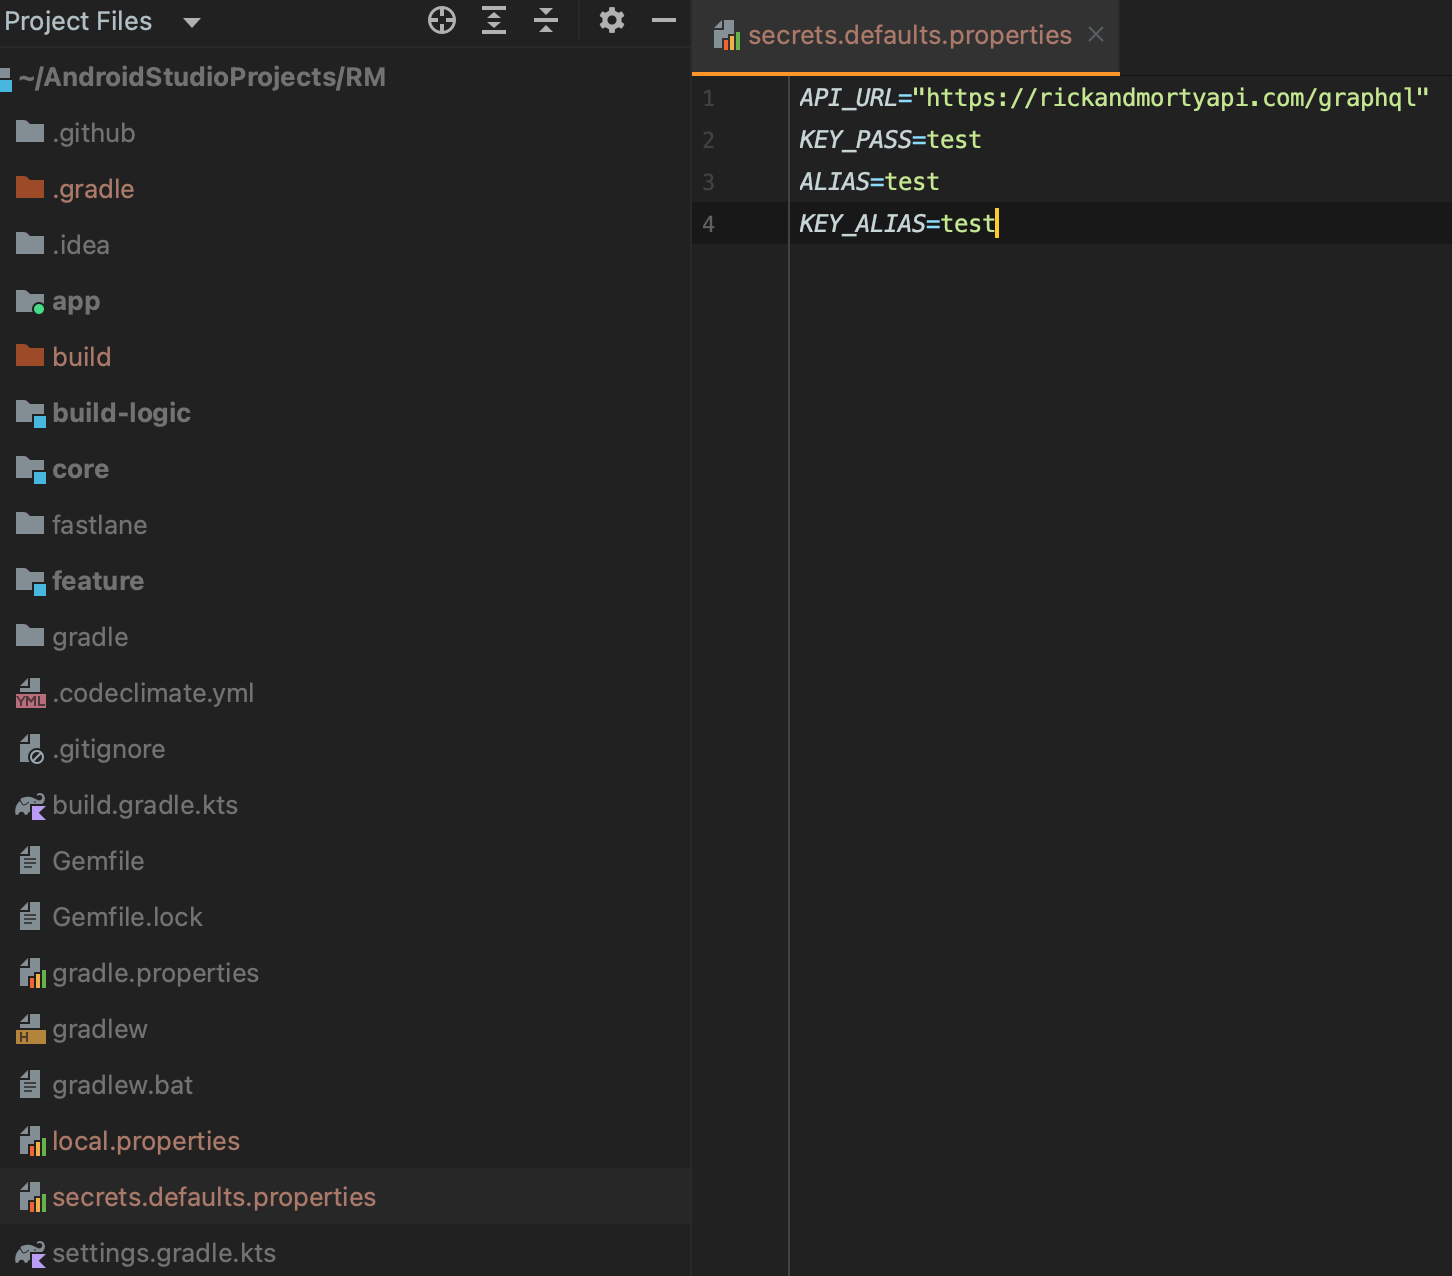 Project Files
~/AndroidStudioProjects/RM
.github
.gradle
.idea
app
build
build-logic
core
fastlane
feature
gradle
YML .codeclimate.yml
.gitignore
build.gradle.kts
Gemfile
Gemfile.lock
gradle.properties
H gradlew
gradlew.bat
local.properties
secrets.defaults.properties
settings.gradle.kts
secrets.defaults.properties
1 API_URL="https://rickandmortyapi.com/graphql"
2 KEY_PASS=test
3 ALIAS=test
4 KEY_ALIAS=test